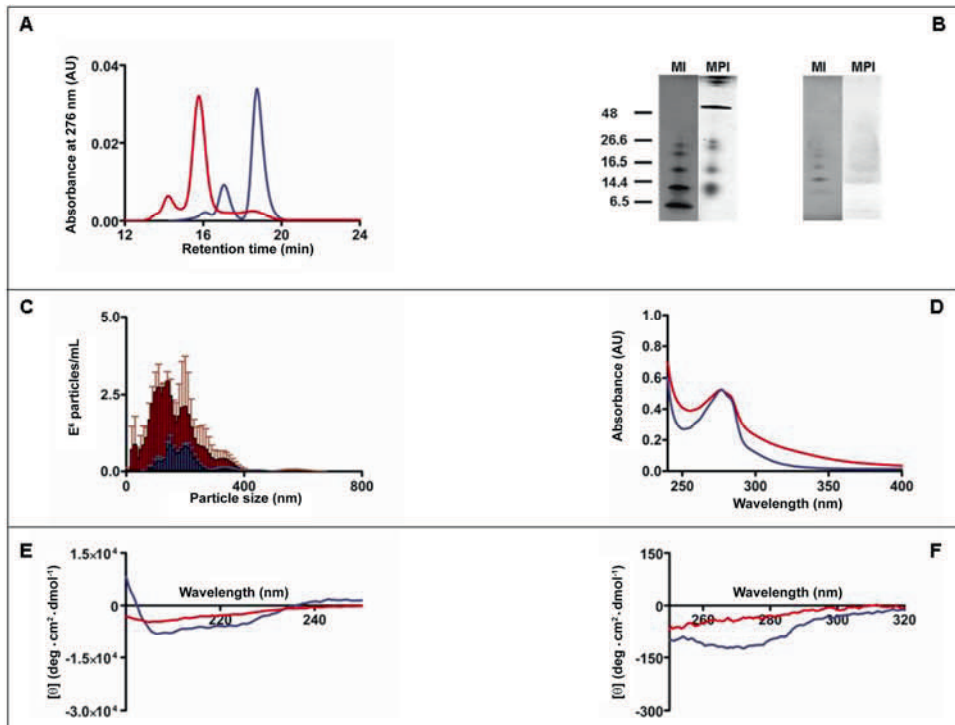 A
Absorbance at 276 nm (AU)
0.04
0.02
0.00
12 16 20 24
Retention time (min)
B
MI MPI MI MPI
48
26.6
16.5
14.4
6.5
C
E⁶ particles/mL
5.0
2.5
0.0
0 200 400 600 800
Particle size (nm)
D
Absorbance (AU)
1.0
0.8
0.6
0.4
0.2
0
250 300 350 400
Wavelength (nm)
E
[θ] (deg·cm²·dmol⁻¹)
1.5×10⁴
0
-1.5×10⁴
-3.0×10⁴
Wavelength (nm)
220 240
F
[θ] (deg·cm²·dmol⁻¹)
150
0
-150
-300
Wavelength (nm)
260 280 300 320